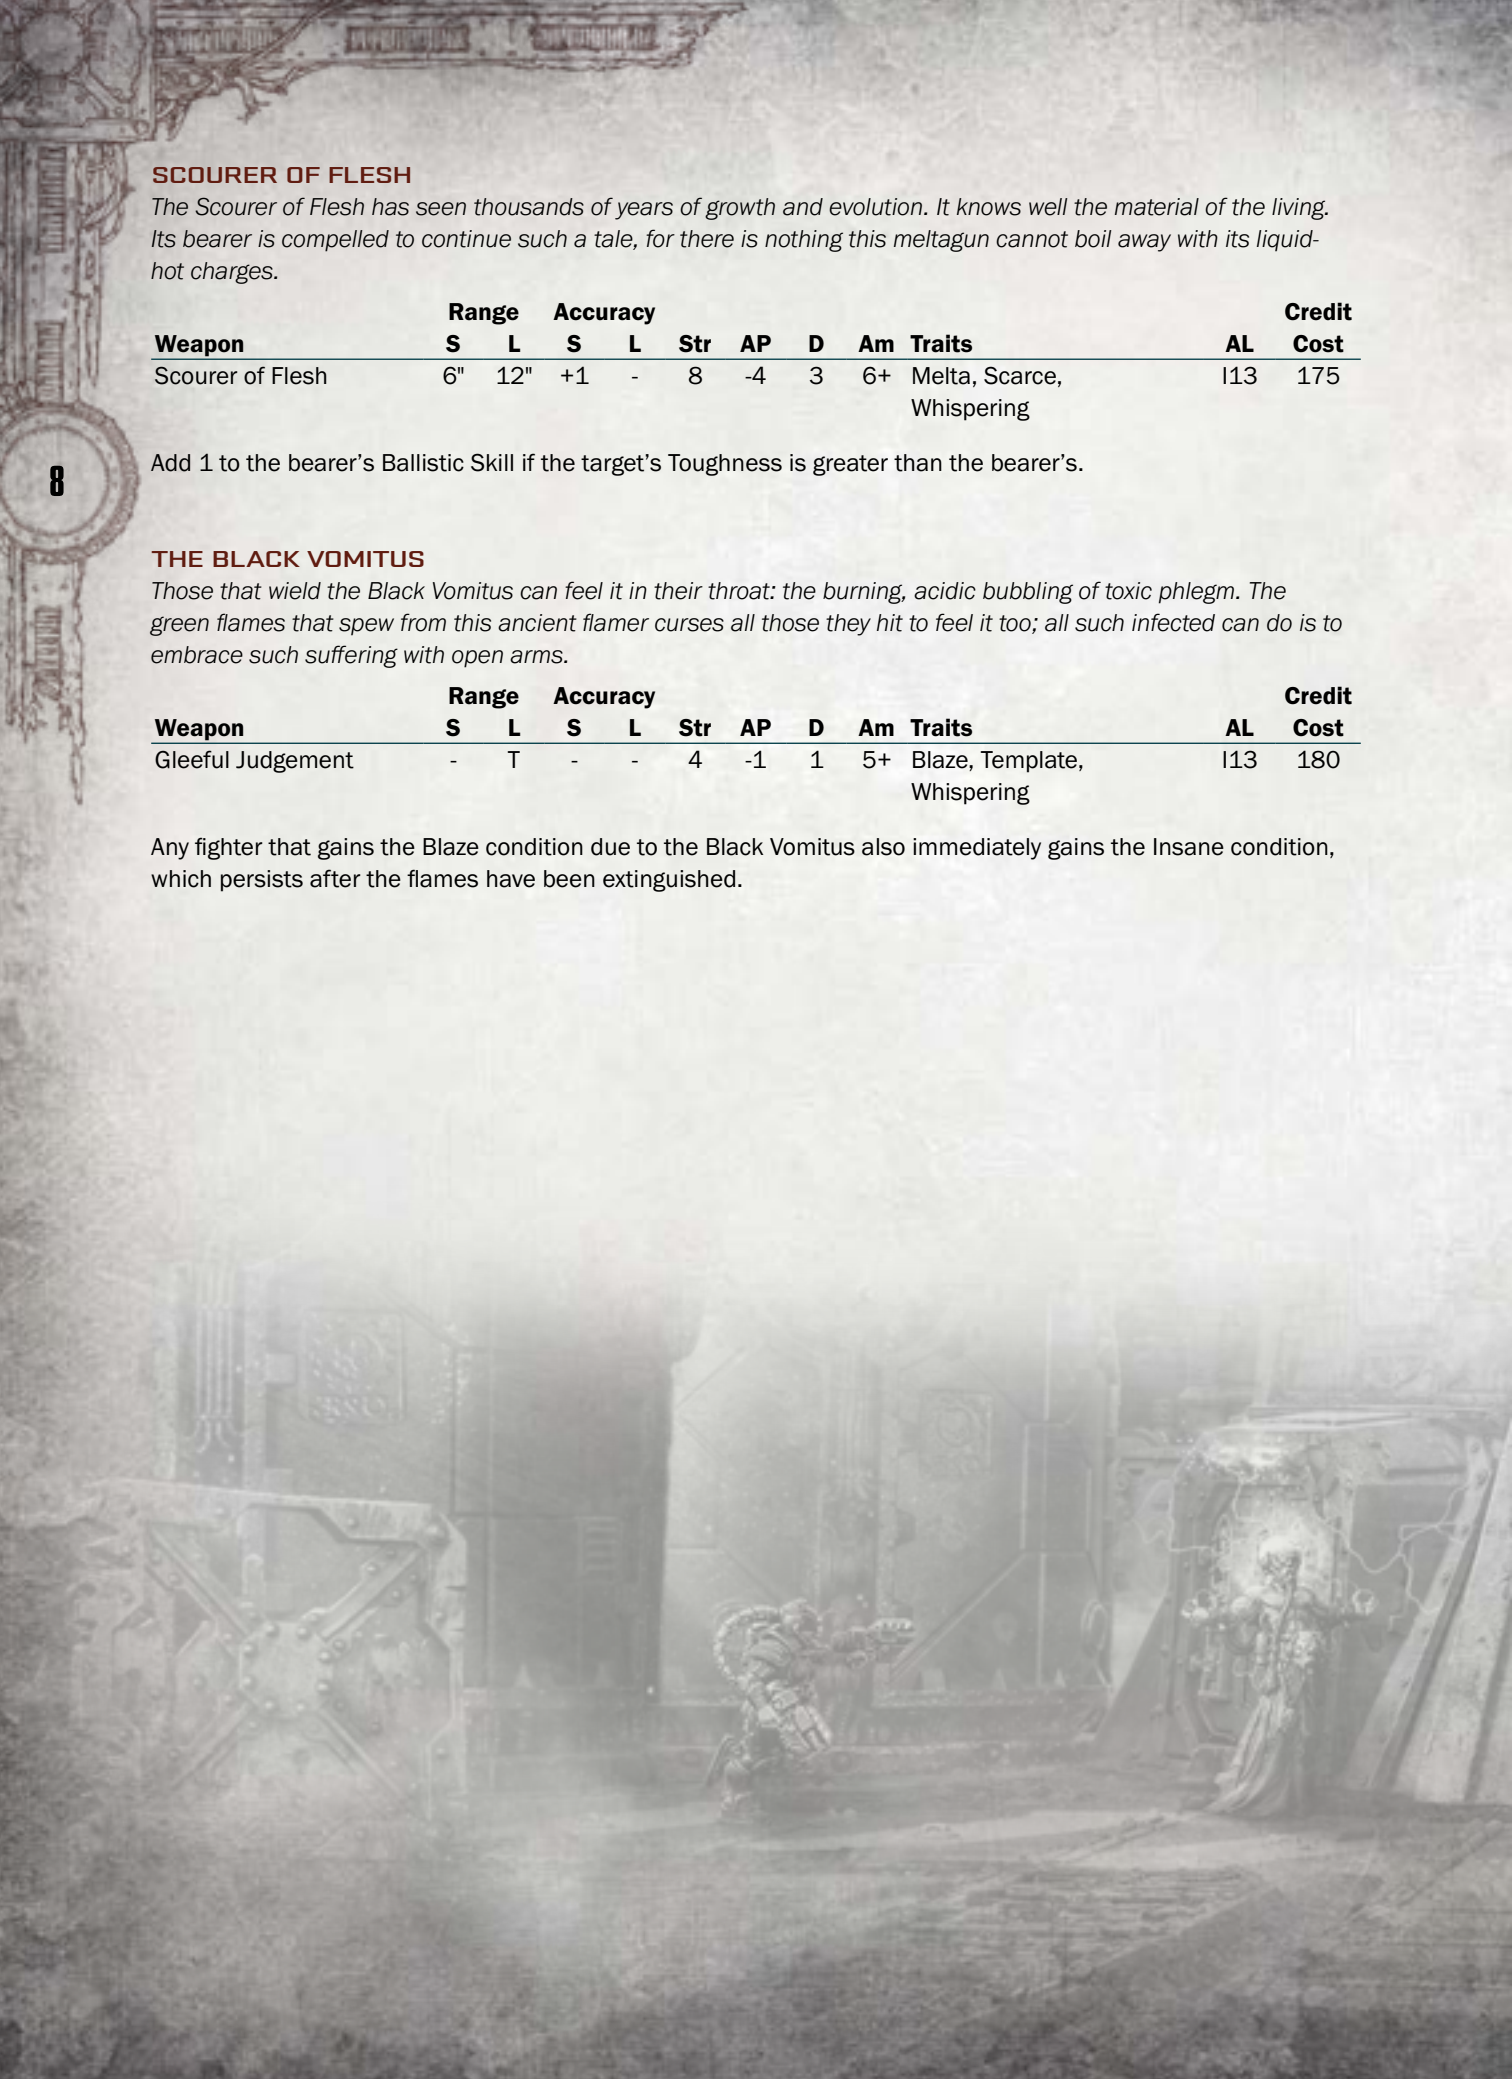 SCOURER OF FLESH
The Scourer of Flesh has seen thousands of years of growth and evolution. It knows well the material of the living.
Its bearer is compelled to continue such a tale, for there is nothing this meltagun cannot boil away with its liquid-
hot charges.
Range Accuracy Credit
Weapon S L S L Str AP D Am Traits AL Cost
Scourer of Flesh 6" 12" +1 - 8 -4 3 6+ Melta, Scarce, I13 175
Whispering
Add 1 to the bearer’s Ballistic Skill if the target’s Toughness is greater than the bearer’s.
8
THE BLACK VOMITUS
Those that wield the Black Vomitus can feel it in their throat: the burning, acidic bubbling of toxic phlegm. The
green flames that spew from this ancient flamer curses all those they hit to feel it too; all such infected can do is to
embrace such suffering with open arms.
Range Accuracy Credit
Weapon S L S L Str AP D Am Traits AL Cost
Gleeful Judgement - T - - 4 -1 1 5+ Blaze, Template, I13 180
Whispering
Any fighter that gains the Blaze condition due to the Black Vomitus also immediately gains the Insane condition,
which persists after the flames have been extinguished.